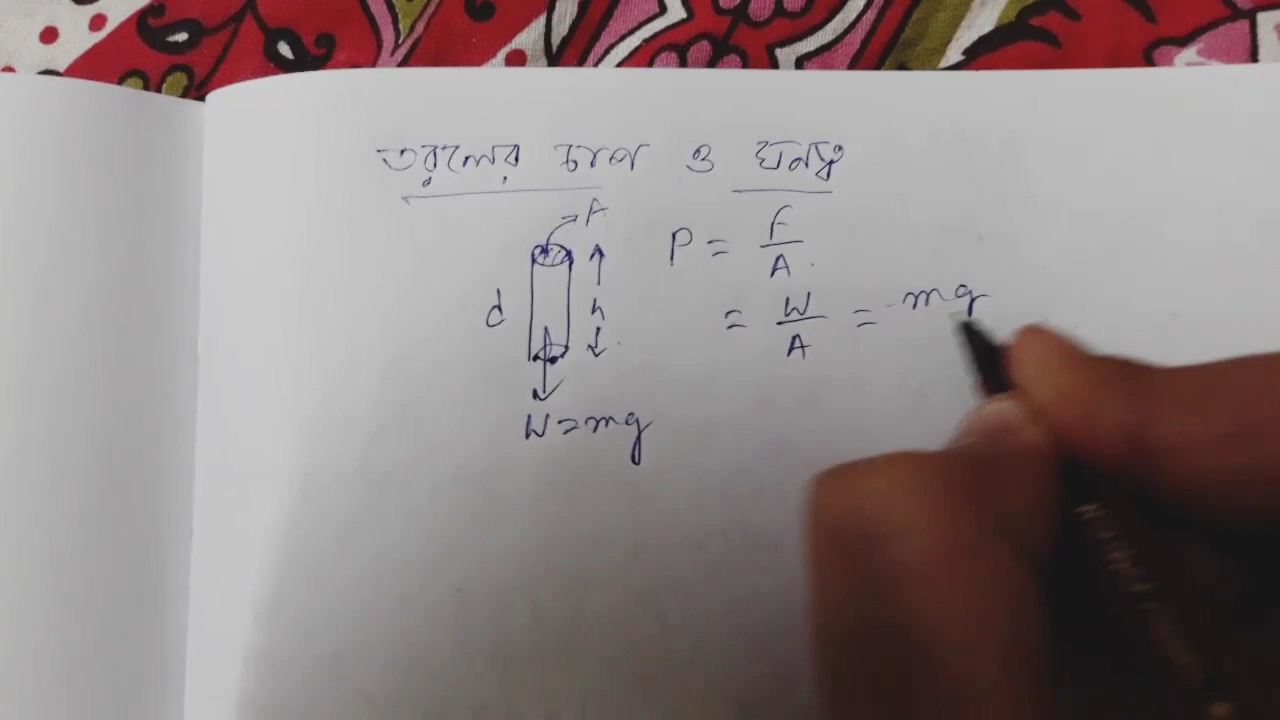 তরলের চাপ ও ঘনত্ব
A
P = F/A.
d
h
= W/A = mg
W=mg